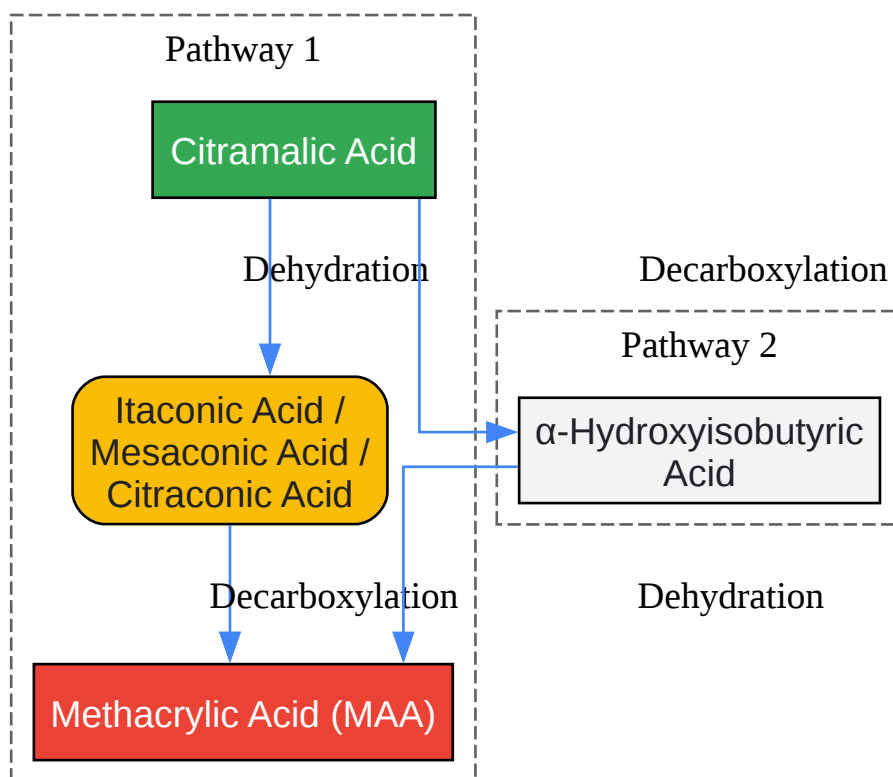 Pathway 1
Citramalic Acid
Dehydration
Decarboxylation
Pathway 2
Itaconic Acid /
Mesaconic Acid /
Citraconic Acid
α-Hydroxyisobutyric
Acid
Decarboxylation
Dehydration
Methacrylic Acid (MAA)